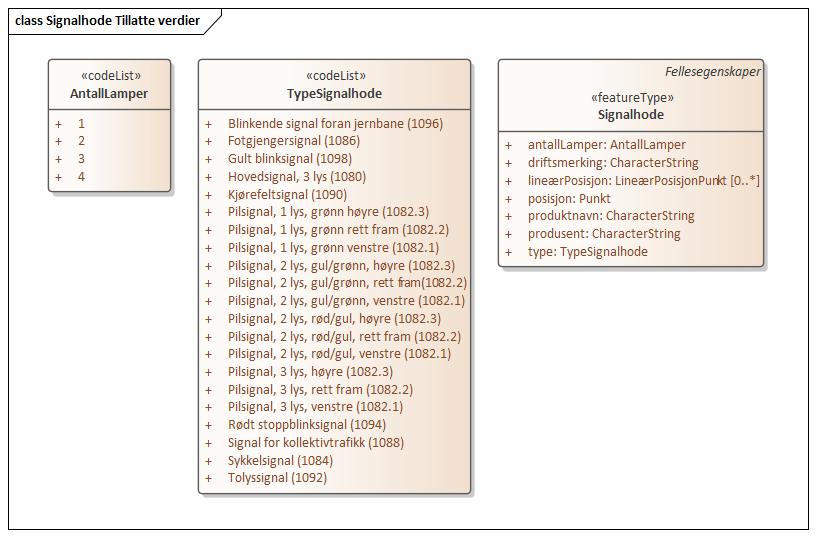 class Signalhode Tillatte verdier
«codeList»
AntallLamper
+ 1
+ 2
+ 3
+ 4
«codeList»
TypeSignalhode
+ Blinkende signal foran jernbane (1096)
+ Fotgjengersignal (1086)
+ Gult blinksignal (1098)
+ Hovedsignal, 3 lys (1080)
+ Kjørefeltsignal (1090)
+ Pilsignal, 1 lys, grønn høyre (1082.3)
+ Pilsignal, 1 lys, grønn rett fram (1082.2)
+ Pilsignal, 1 lys, grønn venstre (1082.1)
+ Pilsignal, 2 lys, gul/grønn, høyre (1082.3)
+ Pilsignal, 2 lys, gul/grønn, rett fram(1082.2)
+ Pilsignal, 2 lys, gul/grønn, venstre (1082.1)
+ Pilsignal, 2 lys, rød/gul, høyre (1082.3)
+ Pilsignal, 2 lys, rød/gul, rett fram (1082.2)
+ Pilsignal, 2 lys, rød/gul, venstre (1082.1)
+ Pilsignal, 3 lys, høyre (1082.3)
+ Pilsignal, 3 lys, rett fram (1082.2)
+ Pilsignal, 3 lys, venstre (1082.1)
+ Rødt stoppblinksignal (1094)
+ Signal for kollektivtrafikk (1088)
+ Sykkelsignal (1084)
+ Tolyssignal (1092)
Fellesegenskaper
«featureType»
Signalhode
+ antallLamper: AntallLamper
+ driftsmerking: CharacterString
+ lineærPosisjon: LineærPosisjonPunkt [0..*]
+ posisjon: Punkt
+ produktnavn: CharacterString
+ produsent: CharacterString
+ type: TypeSignalhode